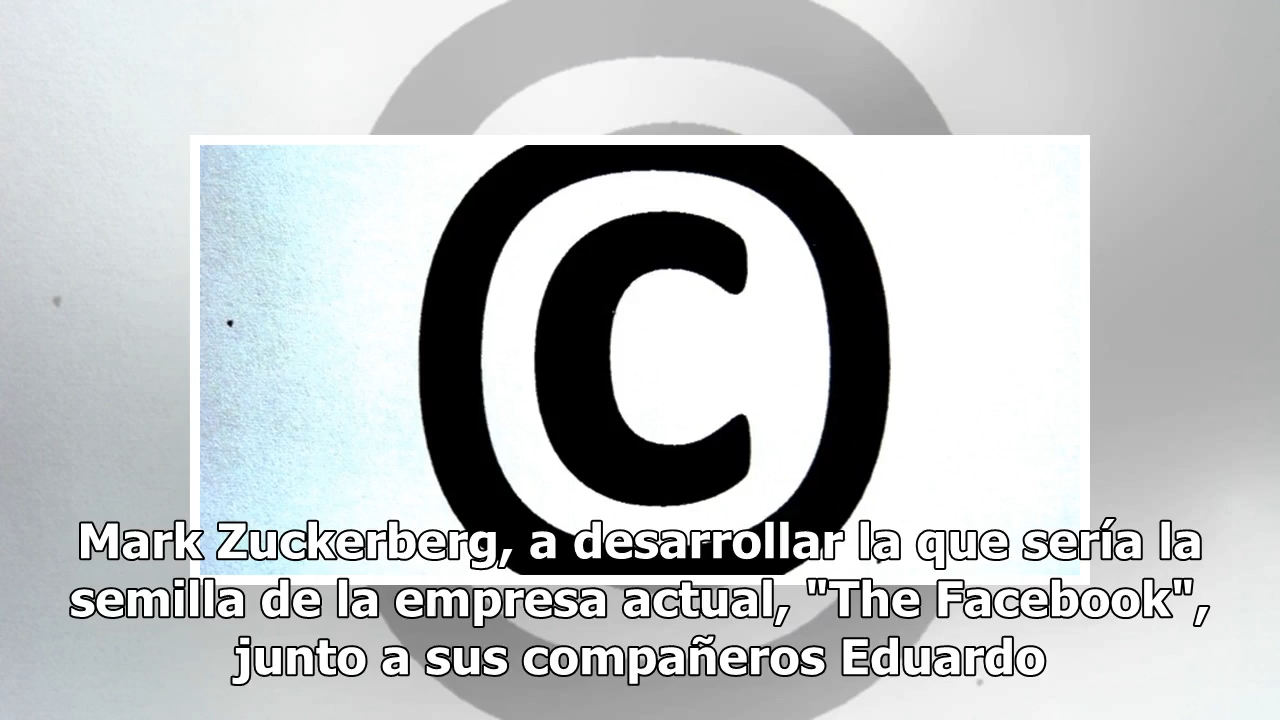 ©
Mark Zuckerberg, a desarrollar la que sería la
semilla de la empresa actual, "The Facebook",
junto a sus compañeros Eduardo